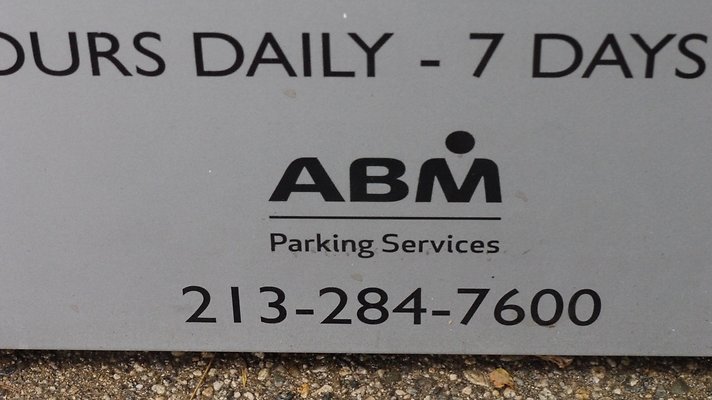 OURS DAILY - 7 DAYS
ABM
Parking Services
213-284-7600